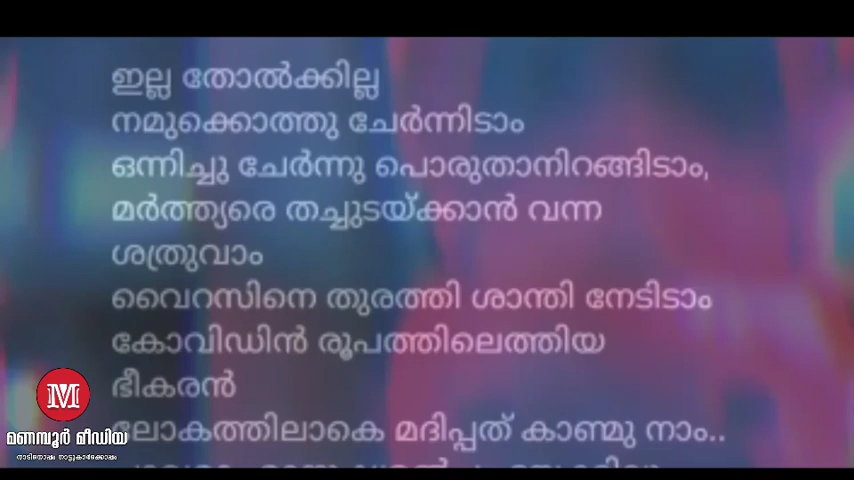 ഇല്ല തോൽക്കില്ല
നമുക്കൊത്തു ചേർന്നിടാം
ഒന്നിച്ചു ചേർന്നു പൊരുതാനിറങ്ങിടാം,
മർത്ത്യരെ തച്ചുടയ്ക്കാൻ വന്ന
ശത്രുവാം
വൈറസിനെ തുരത്തി ശാന്തി നേടിടാം
കോവിഡിൻ രൂപത്തിലെത്തിയ
ഭീകരൻ
ലോകത്തിലാകെ മദിപ്പത് കാണ്മു നാം..
M
മണമ്പൂർ മീഡിയ
നാടിനൊപ്പം നാട്ടുകാർക്കൊപ്പം